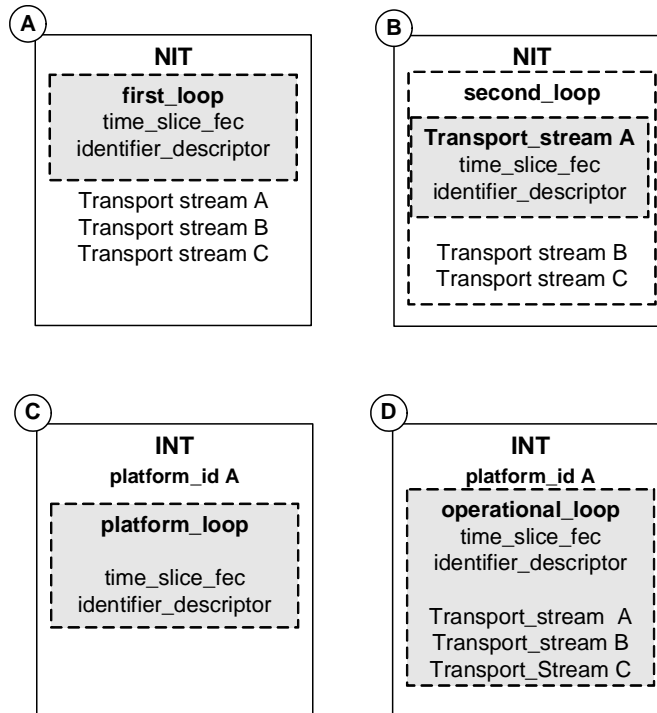 A
NIT
first_loop
time_slice_fec
identifier_descriptor
Transport stream A
Transport stream B
Transport stream C
B
NIT
second_loop
Transport_stream A
time_slice_fec
identifier_descriptor
Transport stream B
Transport stream C
C
INT
platform_id A
platform_loop
time_slice_fec
identifier_descriptor
D
INT
platform_id A
operational_loop
time_slice_fec
identifier_descriptor
Transport_stream A
Transport_stream B
Transport_Stream C